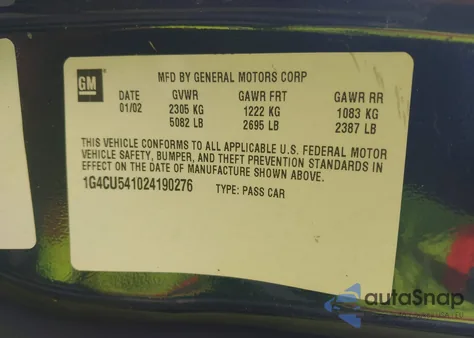 GM
MFD BY GENERAL MOTORS CORP
DATE GVWR GAWR FRT GAWR RR
01/02 2305 KG 1222 KG 1083 KG
5082 LB 2695 LB 2387 LB
THIS VEHICLE CONFORMS TO ALL APPLICABLE U.S. FEDERAL MOTOR
VEHICLE SAFETY, BUMPER, AND THEFT PREVENTION STANDARDS IN
EFFECT ON THE DATE OF MANUFACTURE SHOWN ABOVE.
1G4CU541024190276 TYPE: PASS CAR
autaSnap